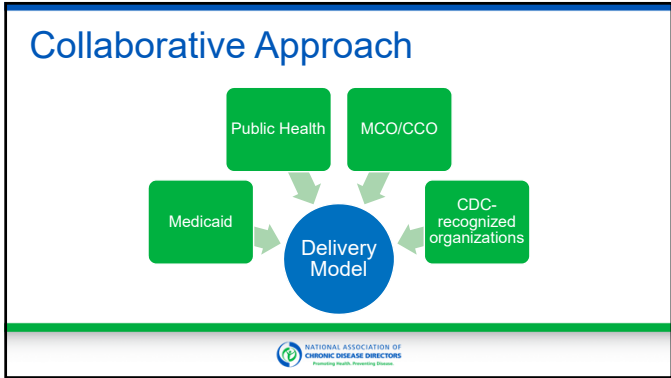 Collaborative Approach
Public Health
MCO/CCO
Medicaid
CDC-
recognized
organizations
Delivery
Model
NATIONAL ASSOCIATION OF
CHRONIC DISEASE DIRECTORS
Promoting Health. Preventing Disease.